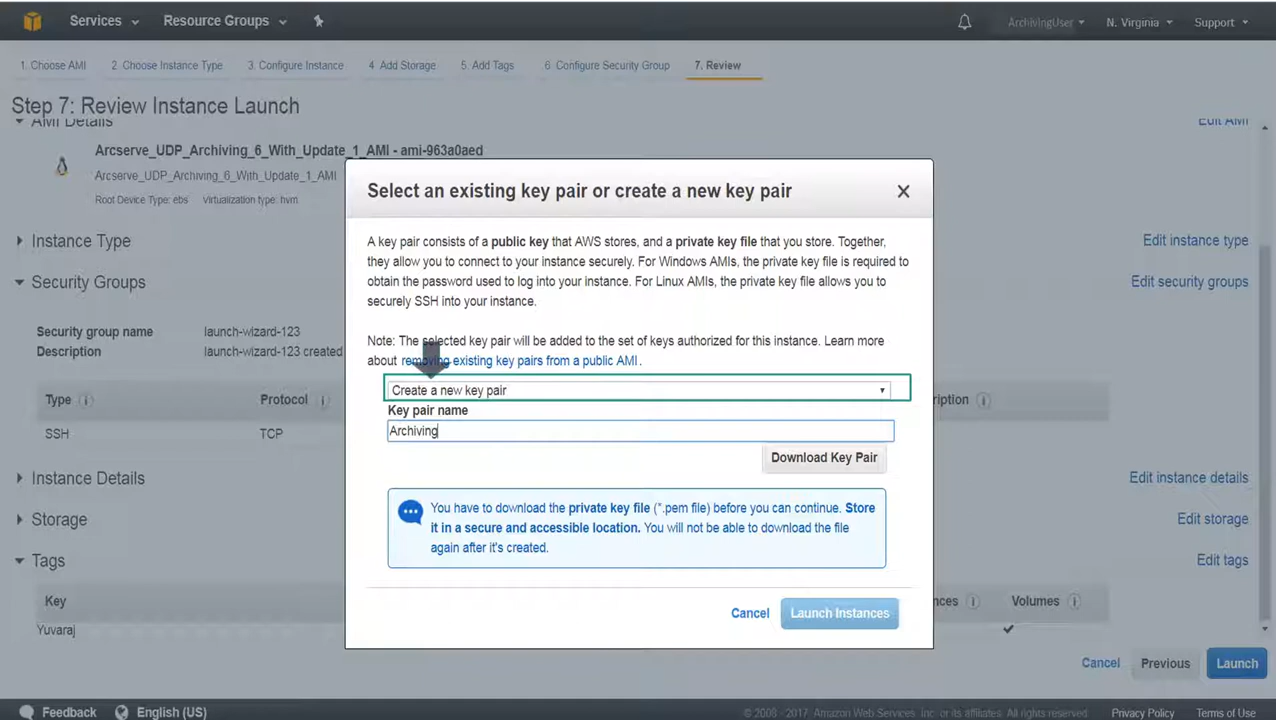 Services Resource Groups ArchivingUser N. Virginia Support
1. Choose AMI 2. Choose Instance Type 3. Configure Instance 4. Add Storage 5. Add Tags 6. Configure Security Group 7. Review
Step 7: Review Instance Launch
AMI Details Edit AMI
Arcserve_UDP_Archiving_6_With_Update_1_AMI - ami-963a0aed
Arcserve_UDP_Archiving_6_With_Update_1_AMI
Root Device Type: ebs Virtualization type: hvm
Instance Type Edit instance type
Security Groups Edit security groups
Security group name launch-wizard-123
Description launch-wizard-123 created
Type Protocol
SSH TCP
Instance Details Edit instance details
Storage Edit storage
Tags Edit tags
Key Volumes
Yuvaraj
Select an existing key pair or create a new key pair
A key pair consists of a public key that AWS stores, and a private key file that you store. Together,
they allow you to connect to your instance securely. For Windows AMIs, the private key file is required to
obtain the password used to log into your instance. For Linux AMIs, the private key file allows you to
securely SSH into your instance.
Note: The selected key pair will be added to the set of keys authorized for this instance. Learn more
about removing existing key pairs from a public AMI.
Create a new key pair
Key pair name
Archiving
Download Key Pair
You have to download the private key file (*.pem file) before you can continue. Store
it in a secure and accessible location. You will not be able to download the file
again after it's created.
Cancel Launch Instances
Cancel Previous Launch
Feedback English (US) © 2008 - 2017, Amazon Web Services, Inc. or its affiliates. All rights reserved. Privacy Policy Terms of Use